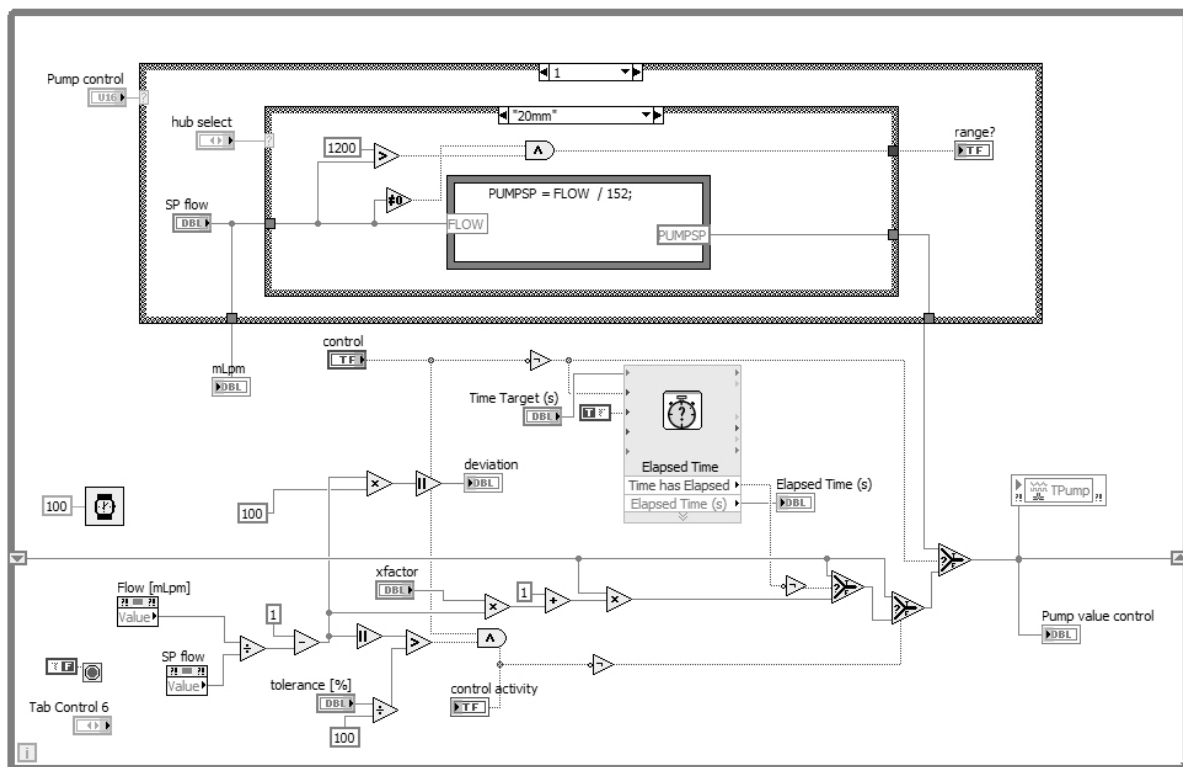 1
Pump control
U16
hub select
"20mm"
1200
>
Λ
range?
TF
SP flow
DBL
≠0
PUMPSP = FLOW / 152;
FLOW
PUMPSP
mLpm
DBL
control
TF
Time Target (s)
DBL
T
?
Elapsed Time
Time has Elapsed
Elapsed Time (s)
Elapsed Time (s)
DBL
deviation
DBL
100
100
TPump
?!
?!
xfactor
DBL
1
+
x
x
x
? T F
? T F
? T F
Flow [mLpm]
?!
?!
Value
1
÷
−
>
Λ
SP flow
?!
?!
Value
F
tolerance [%]
DBL
÷
100
control activity
TF
Pump value control
DBL
Tab Control 6
i